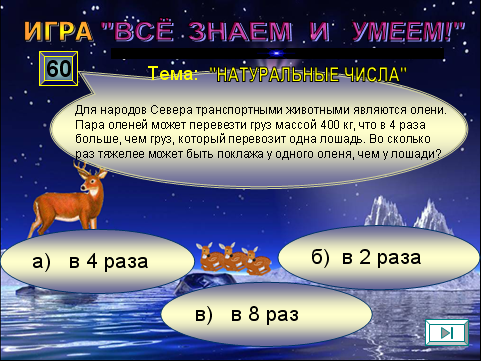 ИГРА "ВСЁ ЗНАЕМ И УМЕЕМ!"
60
Тема: "НАТУРАЛЬНЫЕ ЧИСЛА"
Для народов Севера транспортными животными являются олени.
Пара оленей может перевезти груз массой 400 кг, что в 4 раза
больше, чем груз, который перевозит одна лошадь. Во сколько
раз тяжелее может быть поклажа у одного оленя, чем у лошади?
а) в 4 раза
б) в 2 раза
в) в 8 раз